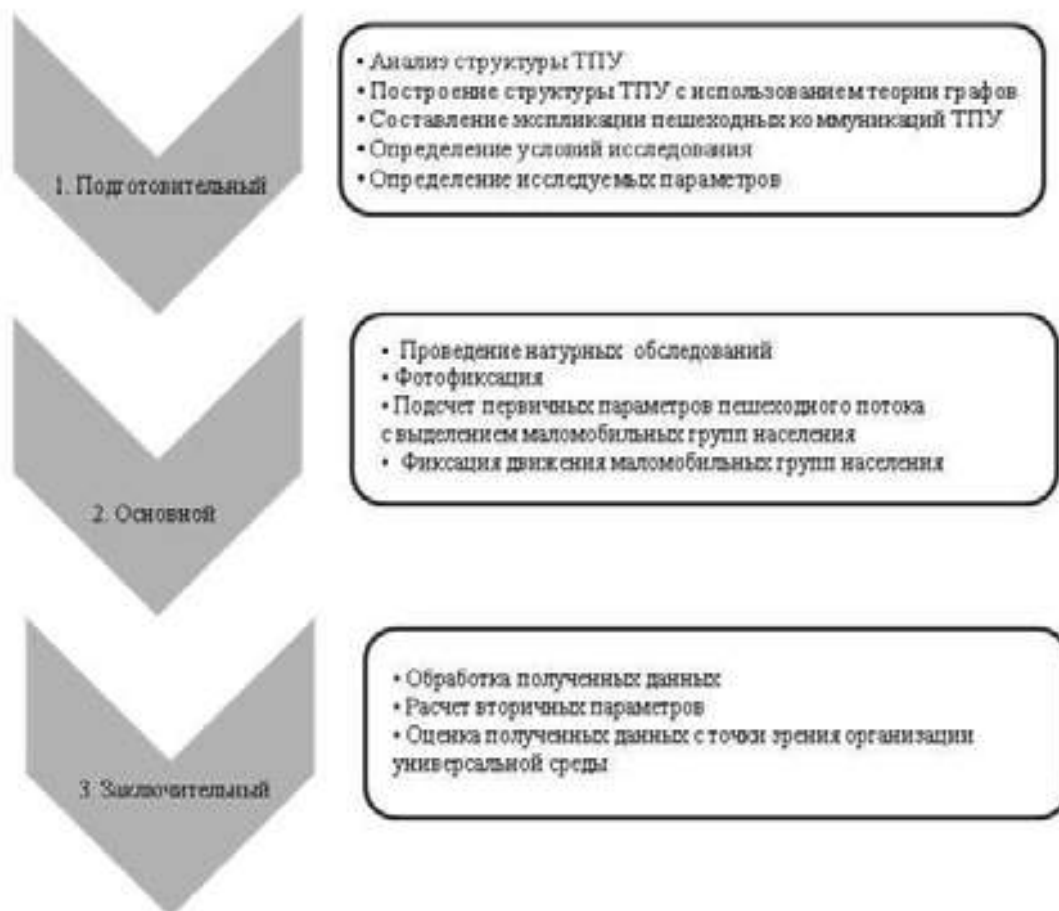 • Анализ структуры ТПУ
• Построение структуры ТПУ с использованием теории графов
• Составление экспликации пешеходных коммуникаций ТПУ
• Определение условий исследования
• Определение исследуемых параметров
1. Подготовительный
• Проведение натурных обследований
• Фотофиксация
• Подсчет первичных параметров пешеходного потока
с выделением маломобильных групп населения
• Фиксация движения маломобильных групп населения
2. Основной
• Обработка полученных данных
• Расчет вторичных параметров
• Оценка полученных данных с точки зрения организации
универсальной среды
3. Заключительный